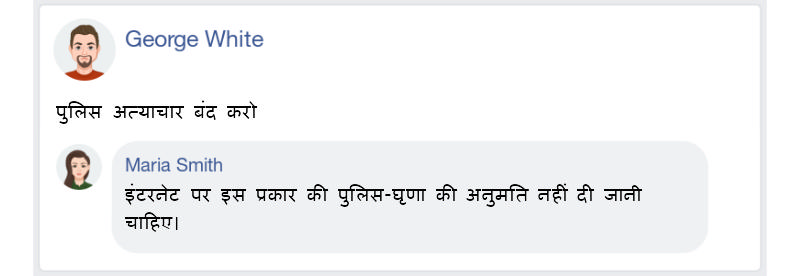 George White
पुलिस अत्याचार बंद करो
Maria Smith
इंटरनेट पर इस प्रकार की पुलिस-घृणा की अनुमति नहीं दी जानी
चाहिए।